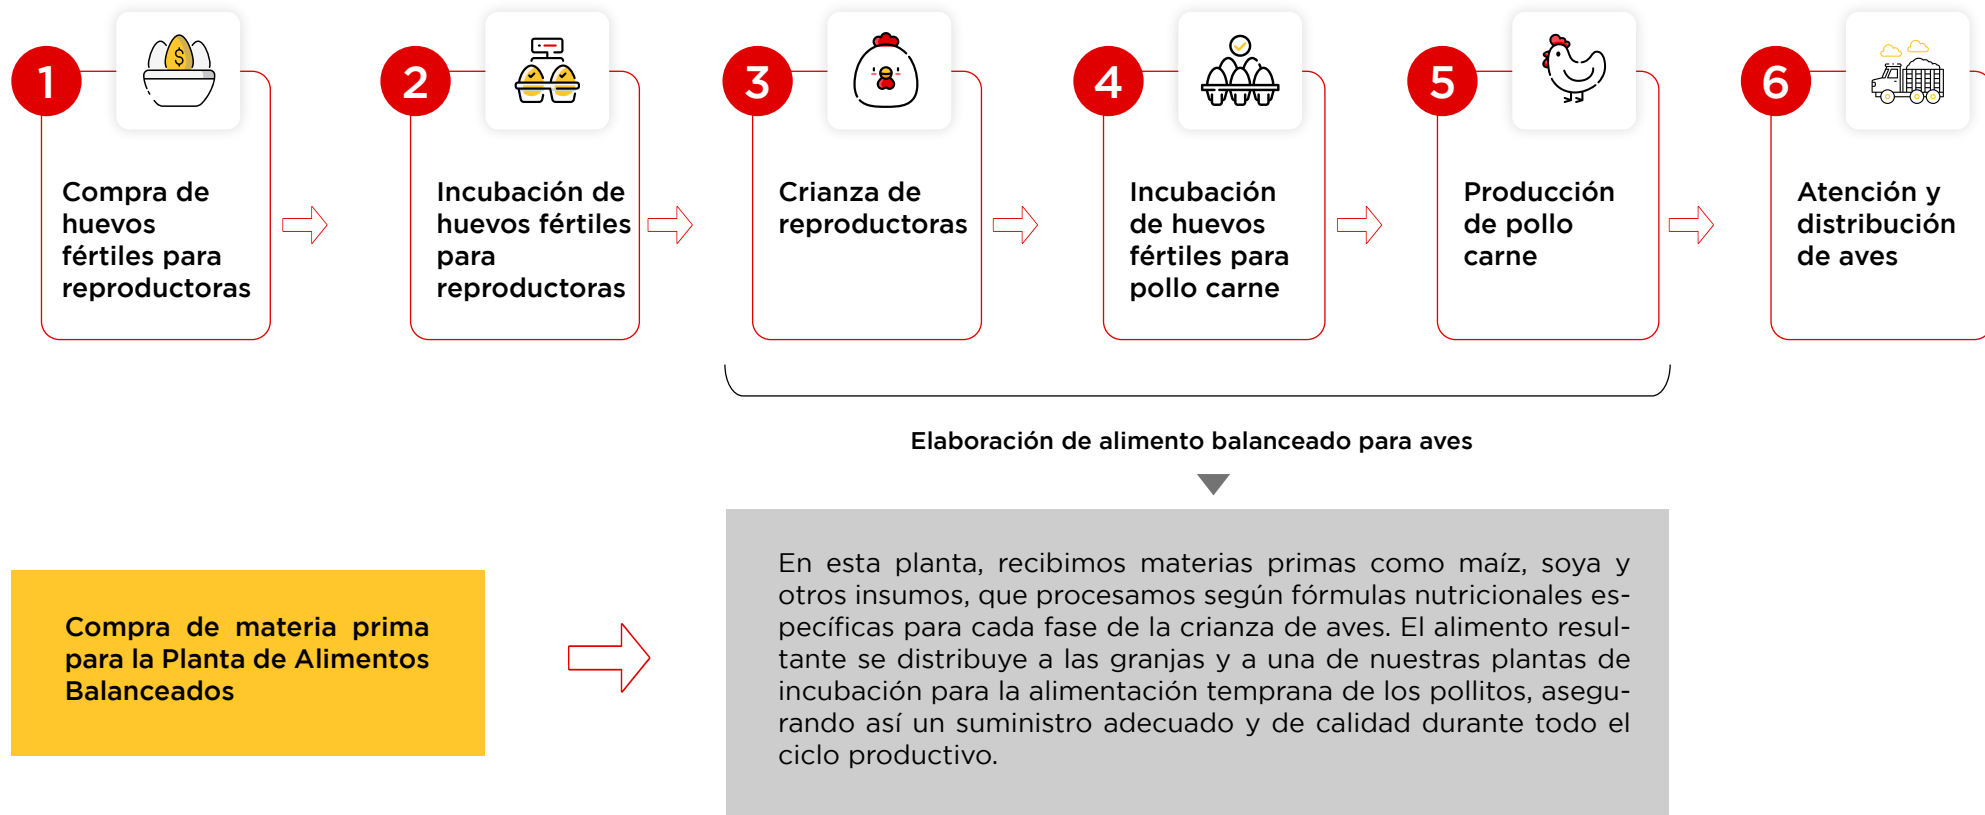 1
Compra de
huevos
fértiles para
reproductoras
$
2
Incubación de
huevos fértiles
para
reproductoras
3
Crianza de
reproductoras
4
Incubación
de huevos
fértiles para
pollo carne
5
Producción
de pollo
carne
6
Atención y
distribución
de aves
Elaboración de alimento balanceado para aves
Compra de materia prima
para la Planta de Alimentos
Balanceados
En esta planta, recibimos materias primas como maíz, soya y
otros insumos, que procesamos según fórmulas nutricionales es-
pecíficas para cada fase de la crianza de aves. El alimento resul-
tante se distribuye a las granjas y a una de nuestras plantas de
incubación para la alimentación temprana de los pollitos, asegu-
rando así un suministro adecuado y de calidad durante todo el
ciclo productivo.